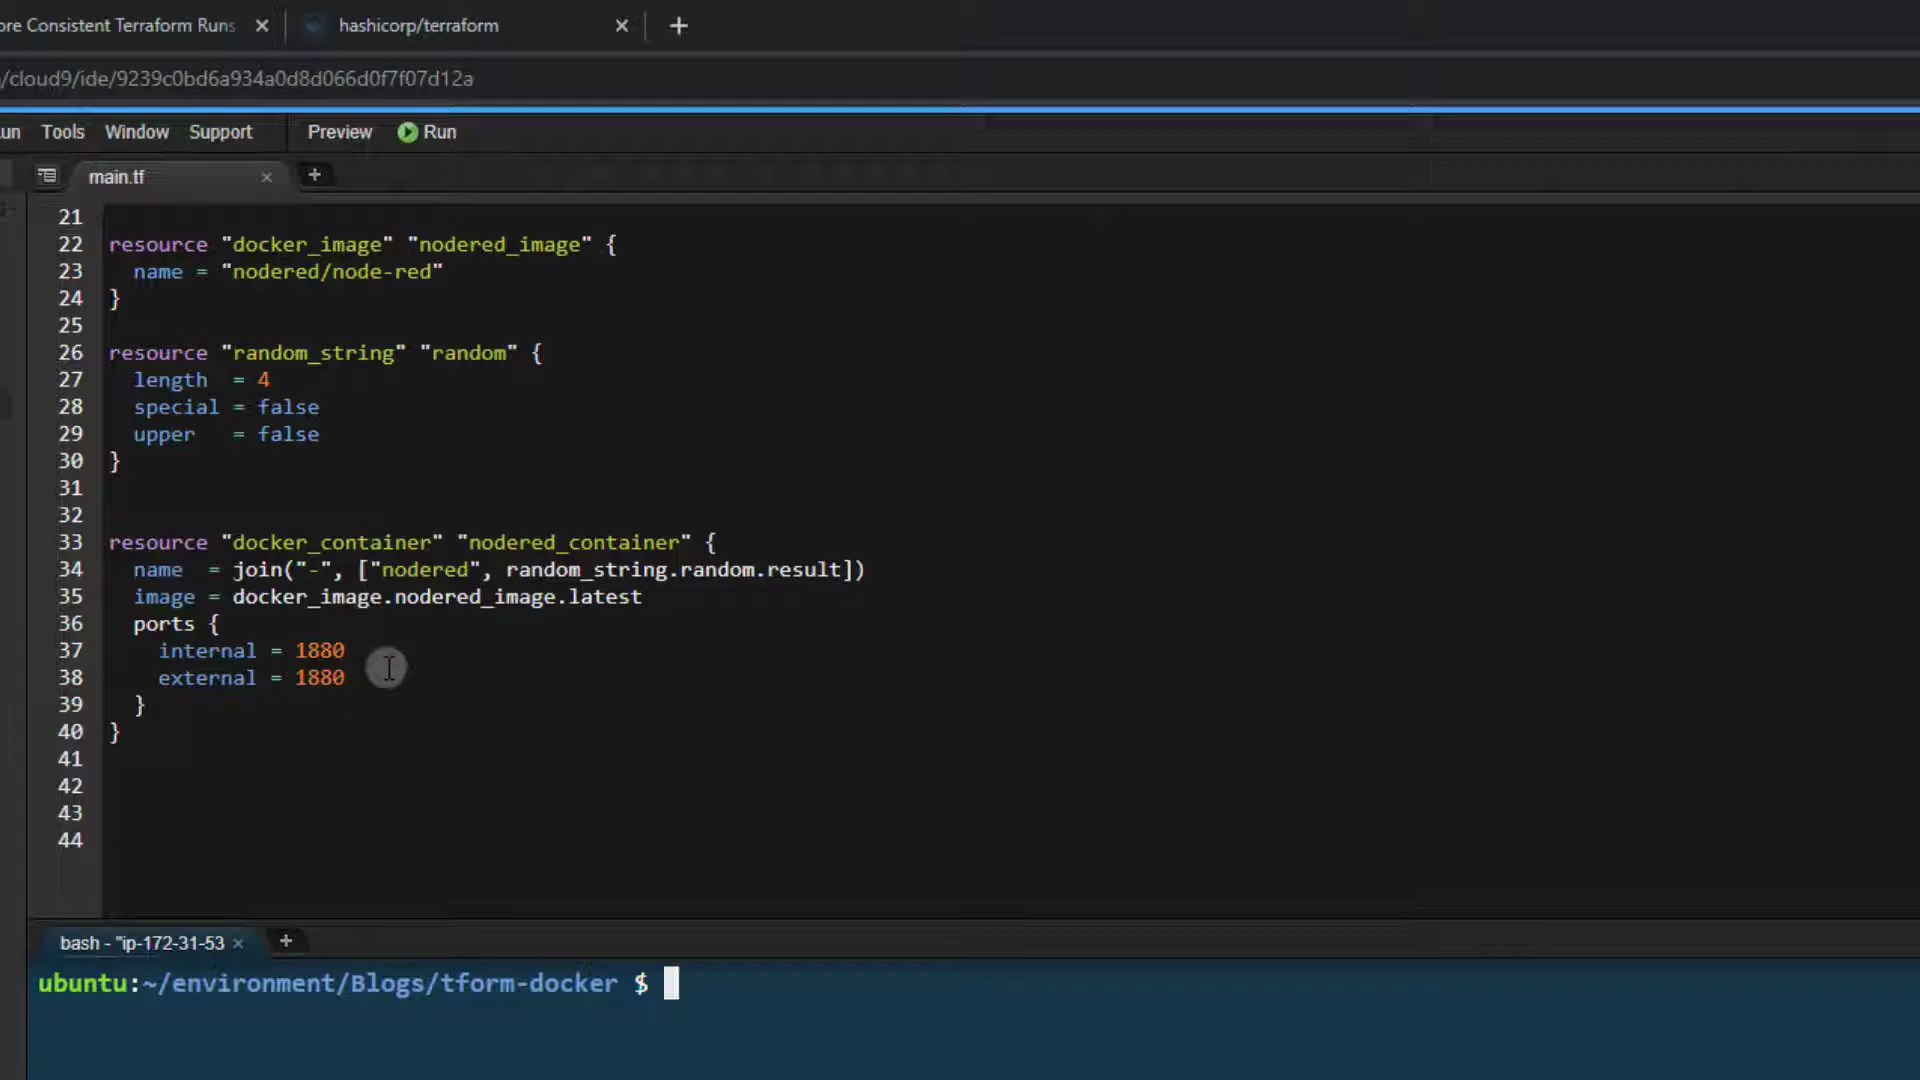 ore Consistent Terraform Runs
hashicorp/terraform
/cloud9/ide/9239c0bd6a934a0d8d066d0f7f07d12a
un Tools Window Support Preview Run
main.tf
21
22 resource "docker_image" "nodered_image" {
23   name = "nodered/node-red"
24 }
25
26 resource "random_string" "random" {
27   length  = 4
28   special = false
29   upper   = false
30 }
31
32
33 resource "docker_container" "nodered_container" {
34   name  = join("-", ["nodered", random_string.random.result])
35   image = docker_image.nodered_image.latest
36   ports {
37     internal = 1880
38     external = 1880
39   }
40 }
41
42
43
44
bash - "ip-172-31-53
ubuntu:~/environment/Blogs/tform-docker $